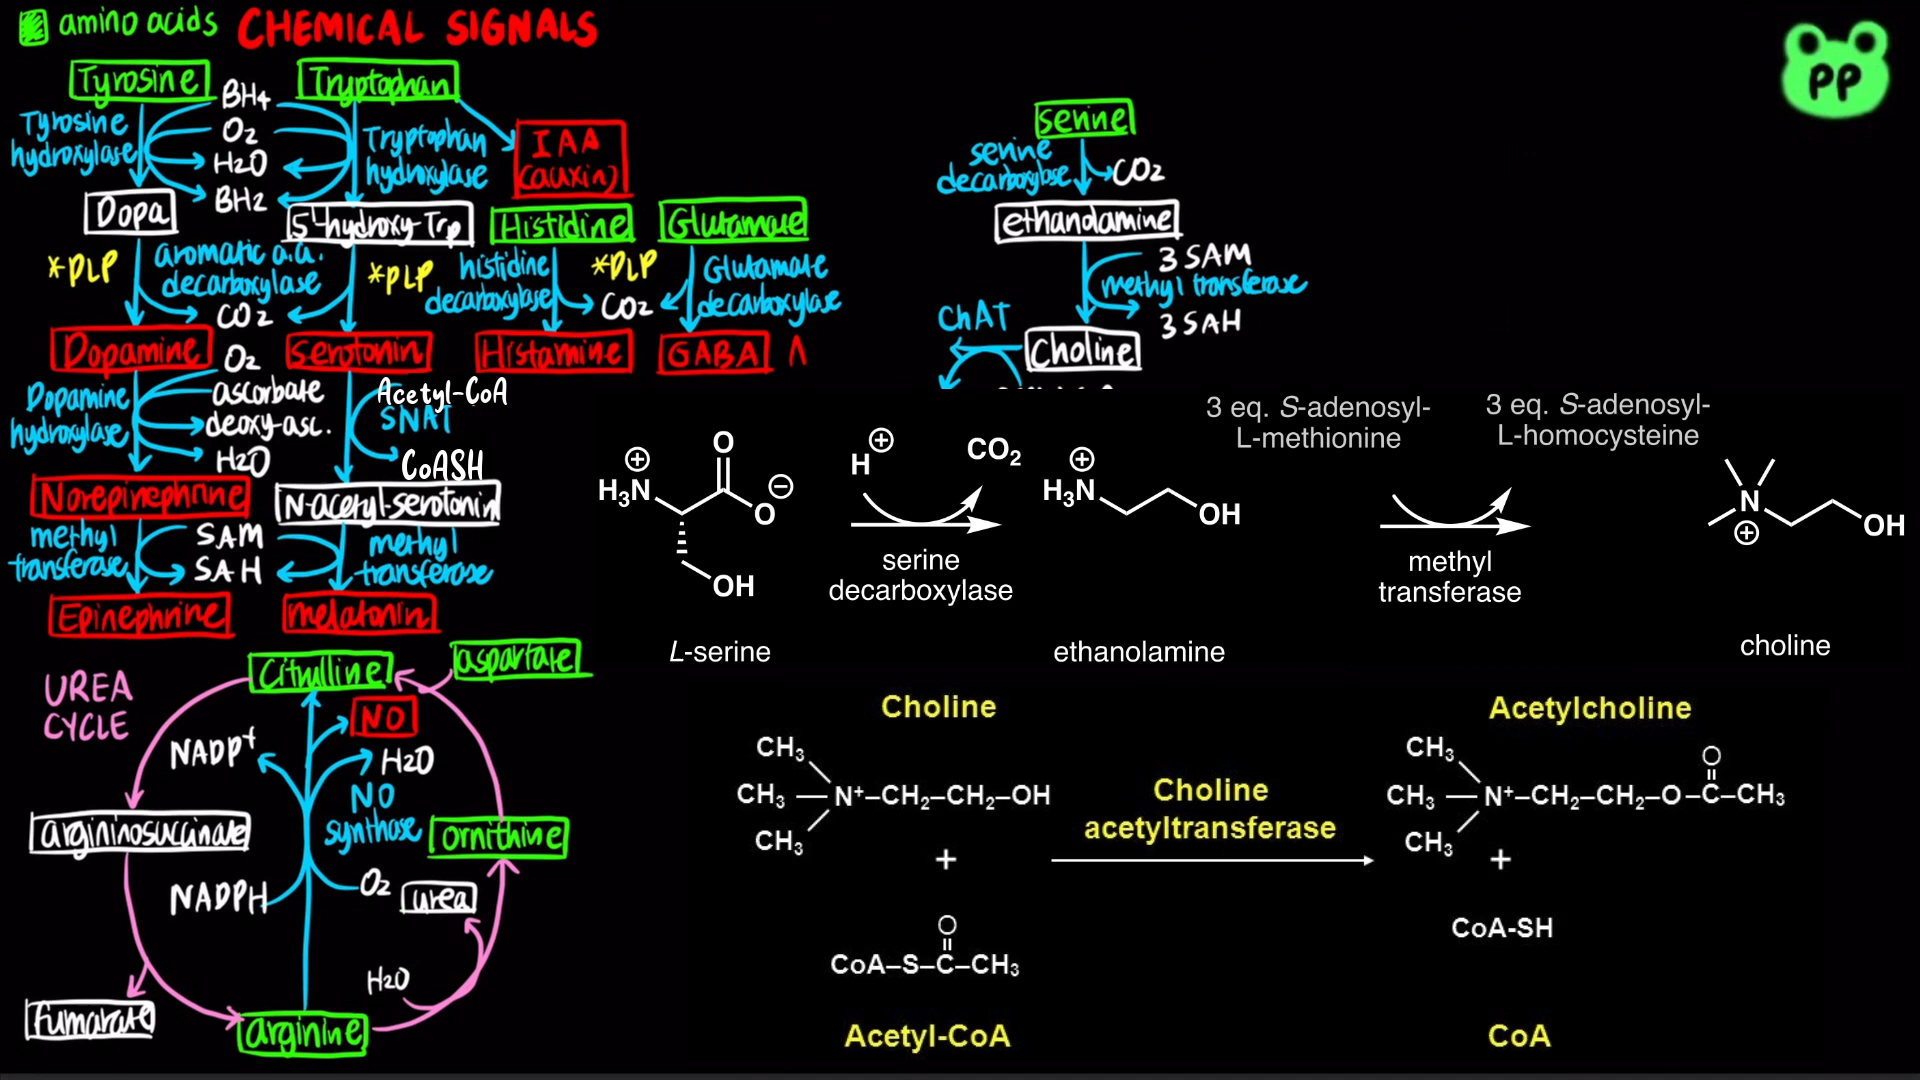 amino acids CHEMICAL SIGNALS
PP
Tyrosine
Tryptophan
BH4
O2
H2O
BH2
Tyrosine
hydroxylase
Tryptophan
hydroxylase
IAA
(auxin)
Dopa
5-hydroxy-Trp
Histidine
Glutamate
*PLP
aromatic a.a.
decarboxylase
CO2
*PLP
histidine
decarboxylase
*PLP
CO2
Glutamate
decarboxylase
Dopamine
Serotonin
Histamine
GABA
O2
ascorbate
deoxy-asc.
H2O
Dopamine
hydroxylase
Acetyl-CoA
SNAT
CoASH
Norepinephrine
N-acetyl-serotonin
methyl
transferase
SAM
SAH
methyl
transferase
Epinephrine
melatonin
serine
serine
decarboxylase
CO2
ethanolamine
3 SAM
methyl transferase
3 SAH
ChAT
Choline
H3N
O
O
OH
L-serine
H
CO2
serine
decarboxylase
H3N
OH
ethanolamine
3 eq. S-adenosyl-
L-methionine
3 eq. S-adenosyl-
L-homocysteine
methyl
transferase
N
OH
choline
UREA
CYCLE
Citrulline
aspartate
NO
H2O
NADP+
NO
synthase
argininosuccinate
ornithine
NADPH
O2
urea
H2O
fumarate
arginine
Choline
CH3
CH3 — N+–CH2–CH2–OH
CH3
+
O
CoA–S–C–CH3
Acetyl-CoA
Choline
acetyltransferase
Acetylcholine
CH3
O
CH3 — N+–CH2–CH2–O–C–CH3
CH3
+
CoA-SH
CoA